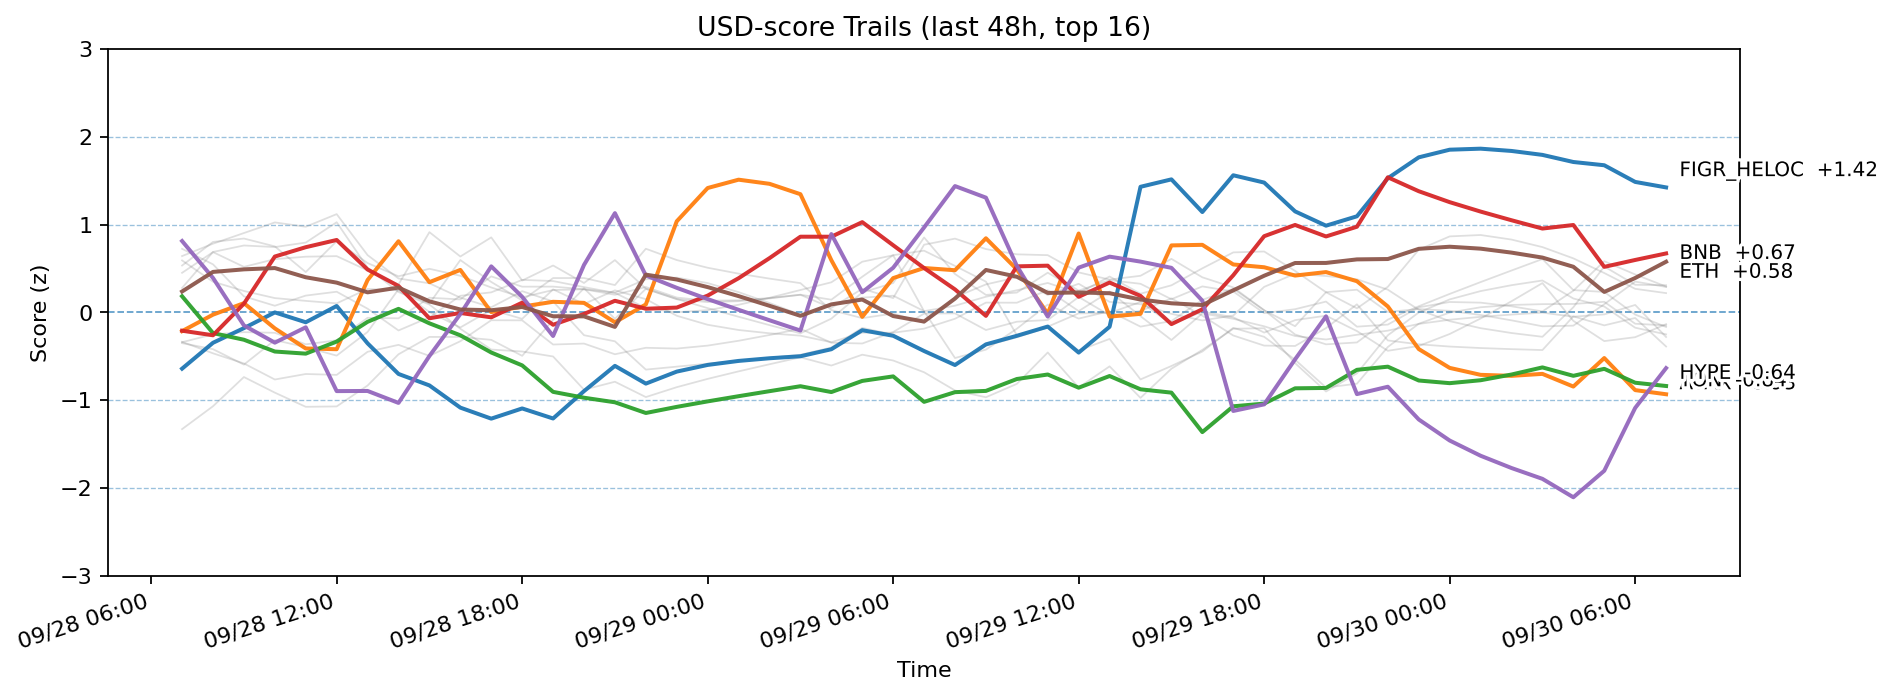 USD-score Trails (last 48h, top 16)
Score (z)
3
2
1
0
−1
−2
−3
FIGR_HELOC +1.42
BNB +0.67
ETH +0.58
HYPE -0.64
09/28 06:00
09/28 12:00
09/28 18:00
09/29 00:00
09/29 06:00
09/29 12:00
09/29 18:00
09/30 00:00
09/30 06:00
Time